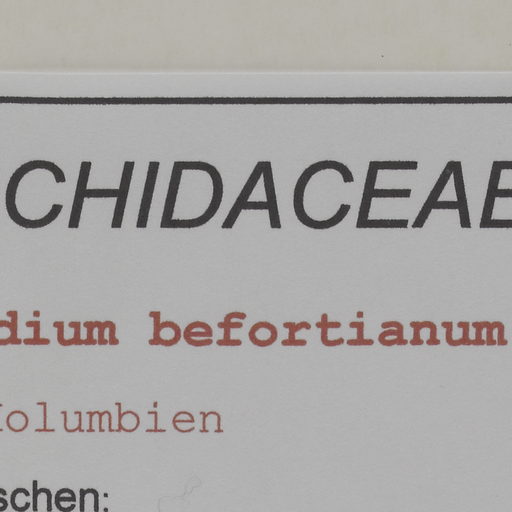 CHIDACEAE
dium befortianum
Kolumbien
schen: